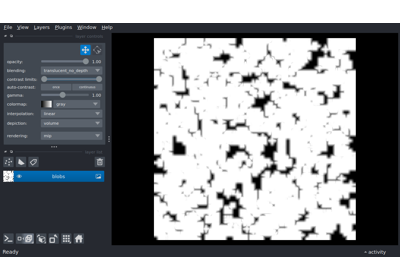 File View Layers Plugins Window Help
opacity: 1.00
blending: translucent_no_depth
contrast limits:
auto-contrast: once continuous
gamma: 1.00
colormap: gray
interpolation: linear
depiction: volume
rendering: mip
blobs
Ready
activity